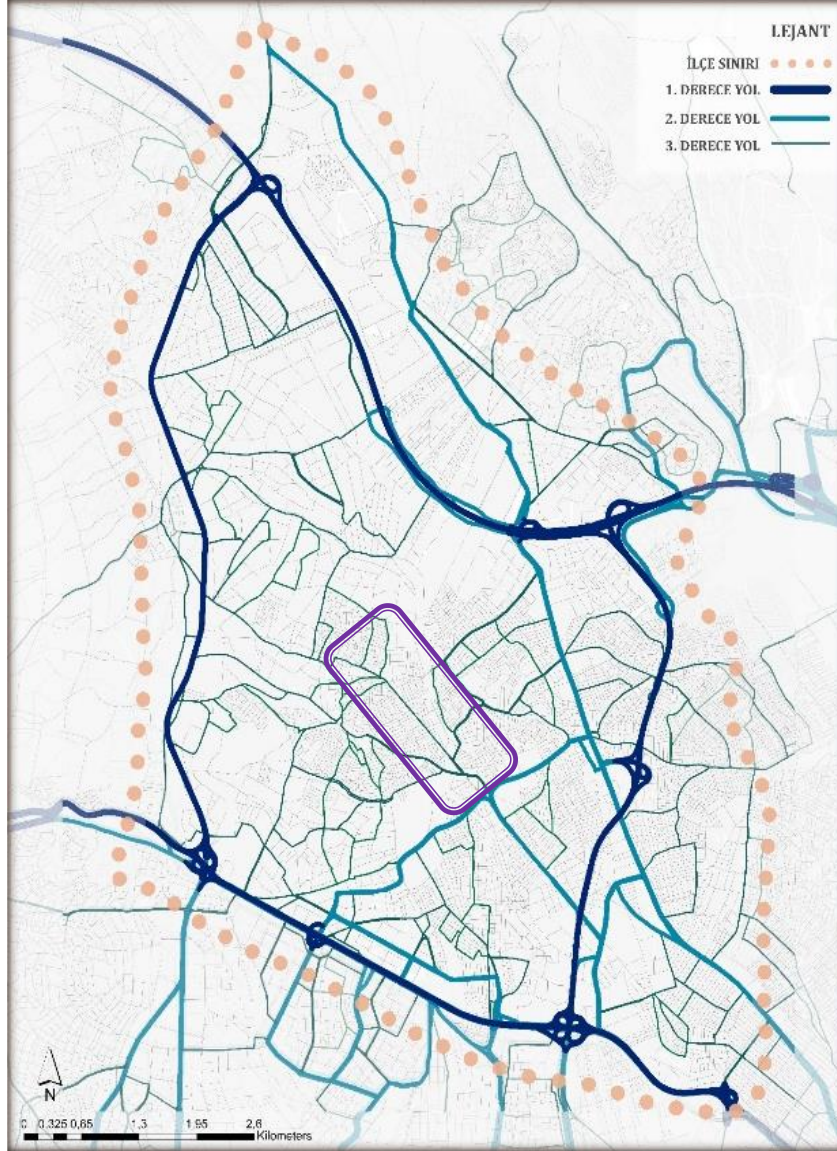 LEJANT
İLÇE SINIRI
1. DERECE YOL
2. DERECE YOL
3. DERECE YOL
N
0 0.325 0,65 1.3 1.95 2.6
Kilometers